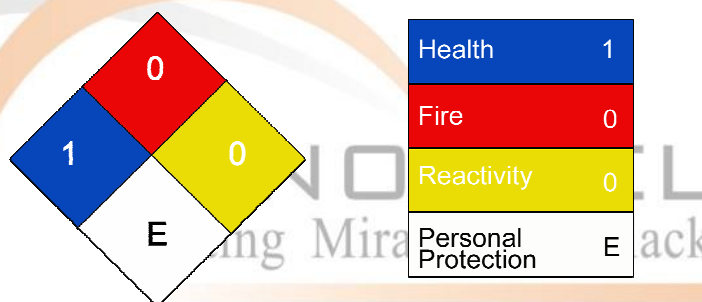 0
1
0
E
Health 1
Fire 0
Reactivity 0
Personal
Protection E